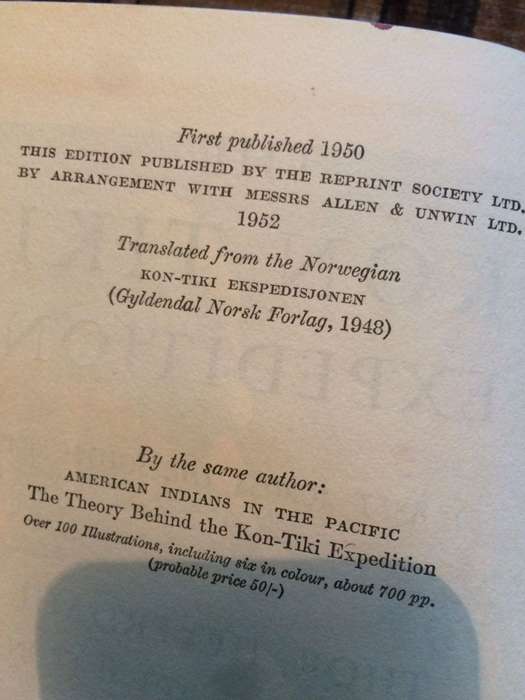 First published 1950
THIS EDITION PUBLISHED BY THE REPRINT SOCIETY LTD.
BY ARRANGEMENT WITH MESSRS ALLEN & UNWIN LTD.
1952
Translated from the Norwegian
KON-TIKI EKSPEDISJONEN
(Gyldendal Norsk Forlag, 1948)
By the same author:
AMERICAN INDIANS IN THE PACIFIC
The Theory Behind the Kon-Tiki Expedition
Over 100 Illustrations, including six in colour, about 700 pp.
(probable price 50/-)